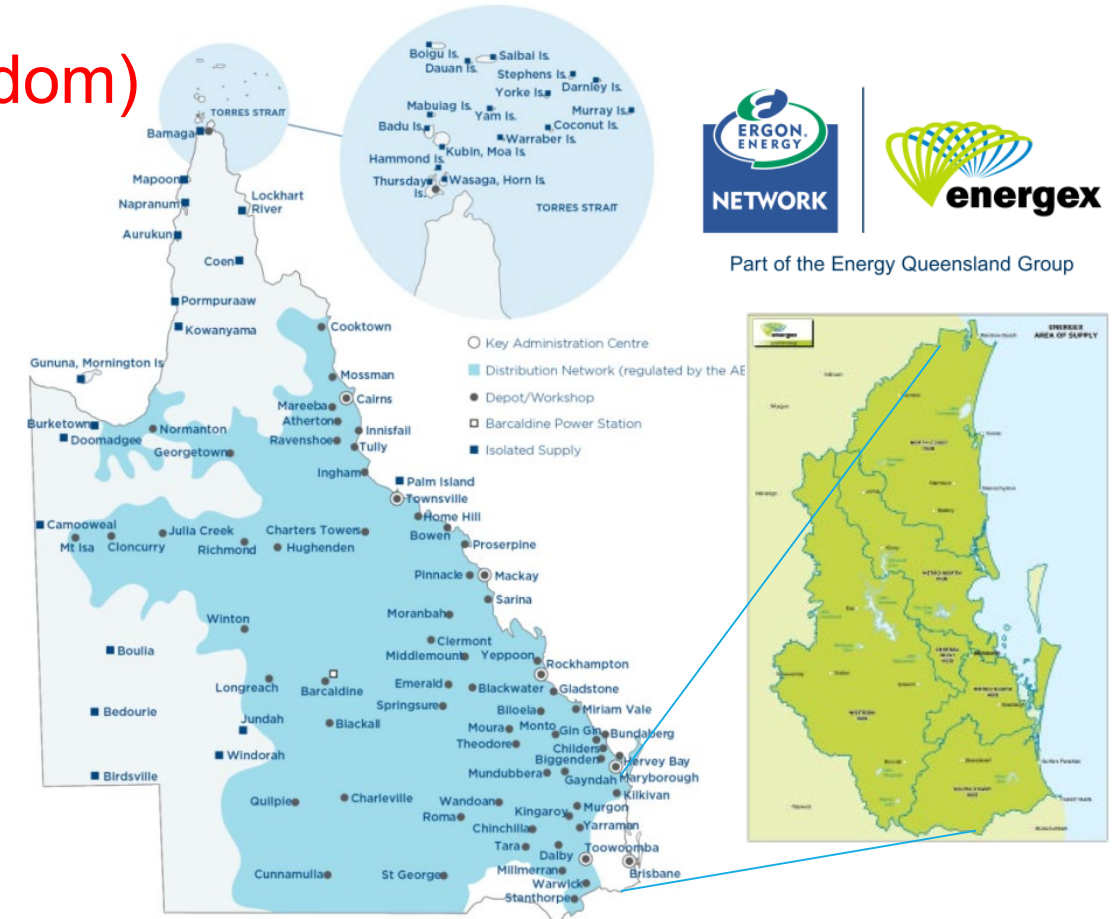 dom)
Boigu Is.
Saibai Is.
Dauan Is.
Stephens Is.
Darnley Is.
Yorke Is.
Mabuiag Is.
Yam Is.
Murray Is.
Badu Is.
Coconut Is.
Warraber Is.
Kubin, Moa Is.
Hammond Is.
Thursday
Is.
Wasaga, Horn Is.
TORRES STRAIT
TORRES STRAIT
Bamaga
Mapoon
Napranum
Lockhart
River
Aurukun
Coen
Pormpuraaw
Kowanyama
Gununa, Mornington Is
Burketown
Doomadgee
Normanton
Georgetown
Cooktown
Mossman
Cairns
Mareeba
Atherton
Innisfail
Ravenshoe
Tully
Ingham
Palm Island
Townsville
Home Hill
Bowen
Proserpine
Camooweal
Mt Isa
Cloncurry
Julia Creek
Richmond
Hughenden
Charters Towers
Pinnacle
Mackay
Sarina
Moranbah
Winton
Clermont
Middlemount
Yeppoon
Rockhampton
Boulia
Longreach
Barcaldine
Emerald
Blackwater
Gladstone
Springsure
Biloela
Miriam Vale
Bedourie
Jundah
Blackall
Moura
Monto
Gin Gin
Bundaberg
Theodore
Childers
Windorah
Biggenden
Hervey Bay
Birdsville
Mundubbera
Gayndah
Maryborough
Kilkivan
Quilpie
Charleville
Wandoan
Murgon
Roma
Kingaroy
Chinchilla
Yarraman
Tara
Dalby
Toowoomba
Cunnamulla
St George
Millmerran
Brisbane
Warwick
Stanthorpe
Key Administration Centre
Distribution Network (regulated by the AE
Depot/Workshop
Barcaldine Power Station
Isolated Supply
ERGON.
ENERGY
NETWORK
energex
Part of the Energy Queensland Group
energex
ENERGEX
AREA OF SUPPLY